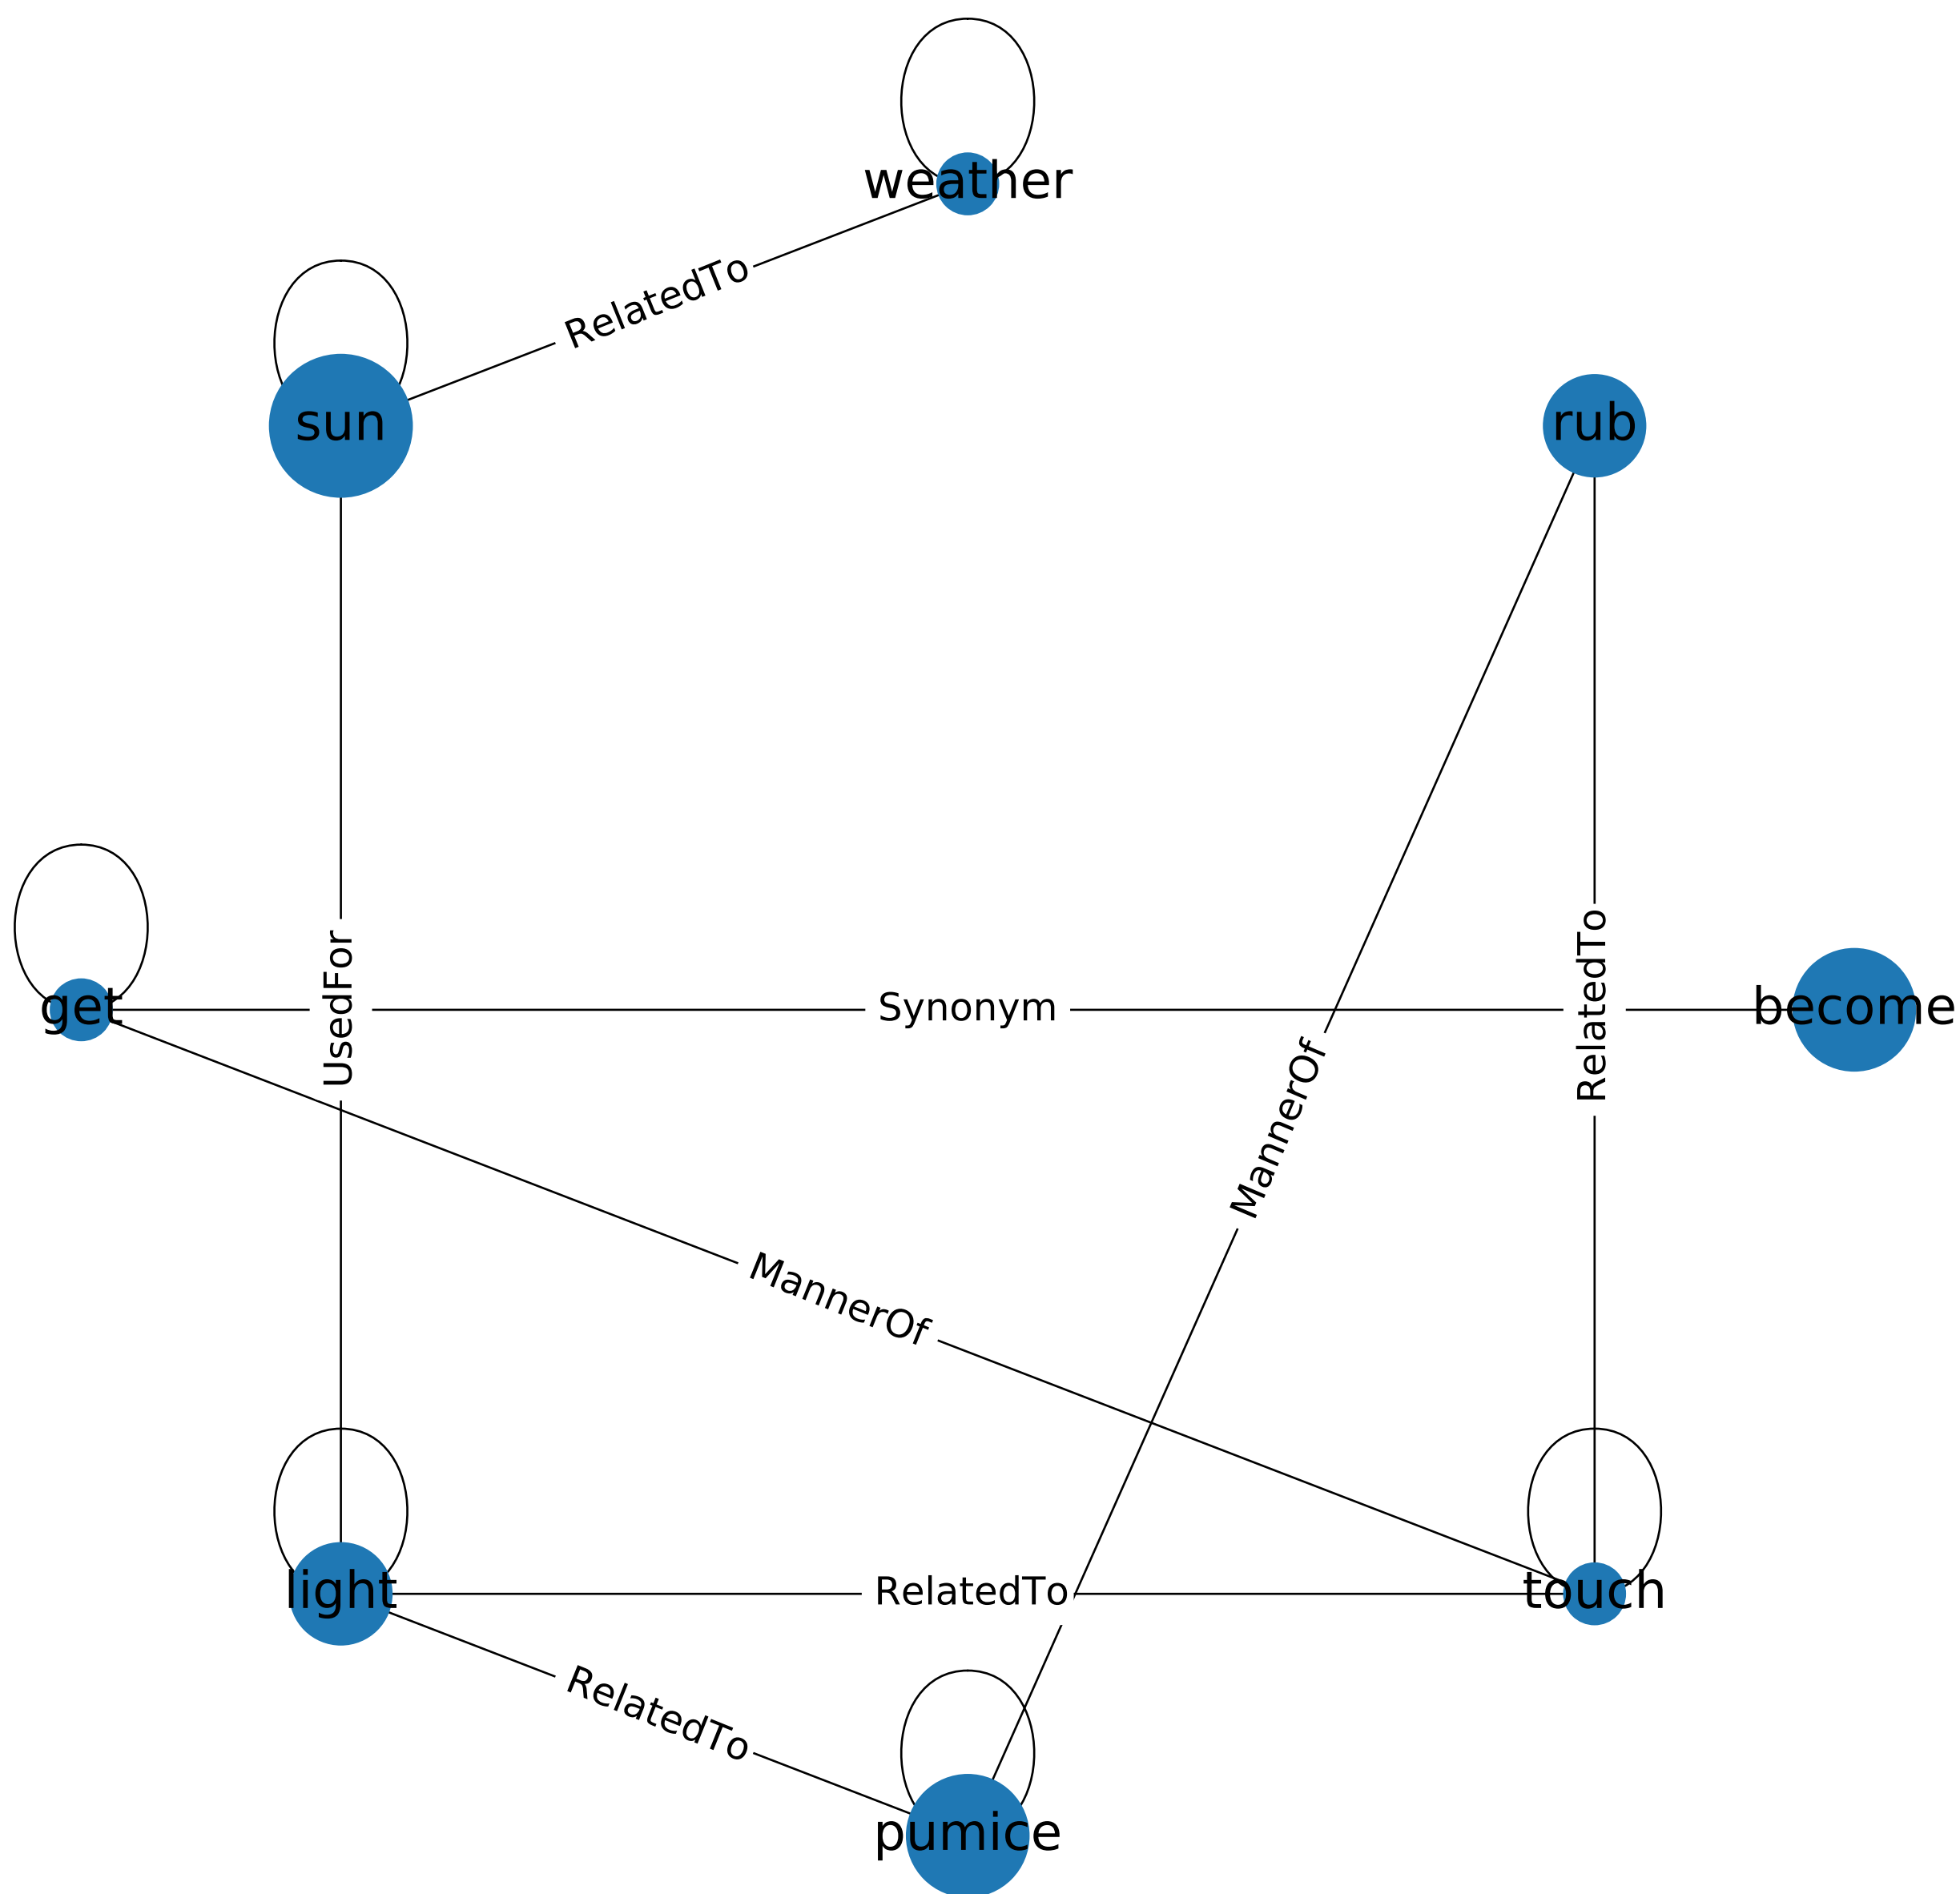 weather
RelatedTo
sun
rub
UsedFor
get
Synonym
RelatedTo
become
MannerOf
MannerOf
light
RelatedTo
touch
RelatedTo
pumice